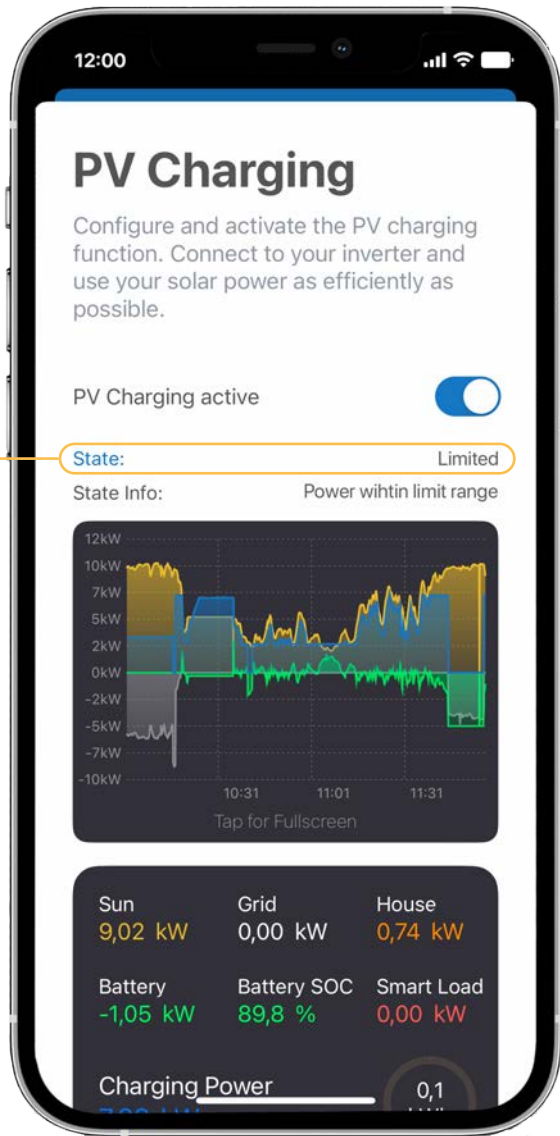 12:00
PV Charging
Configure and activate the PV charging
function. Connect to your inverter and
use your solar power as efficiently as
possible.
PV Charging active
State: Limited
State Info: Power wihtin limit range
12kW
10kW
7kW
5kW
2kW
0kW
-2kW
-5kW
-7kW
-10kW
10:31 11:01 11:31
Tap for Fullscreen
Sun Grid House
9,02 kW 0,00 kW 0,74 kW
Battery Battery SOC Smart Load
-1,05 kW 89,8 % 0,00 kW
Charging Power 0,1